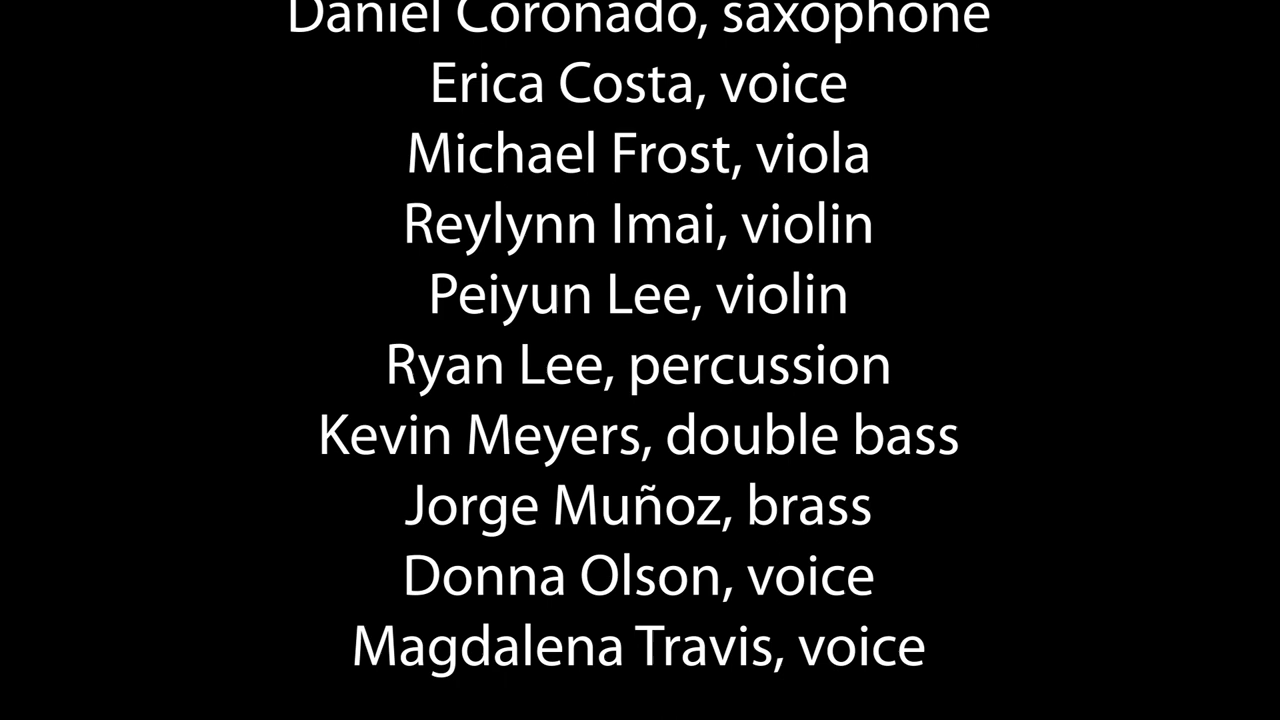 Daniel Coronado, saxophone
Erica Costa, voice
Michael Frost, viola
Reylynn Imai, violin
Peiyun Lee, violin
Ryan Lee, percussion
Kevin Meyers, double bass
Jorge Muñoz, brass
Donna Olson, voice
Magdalena Travis, voice